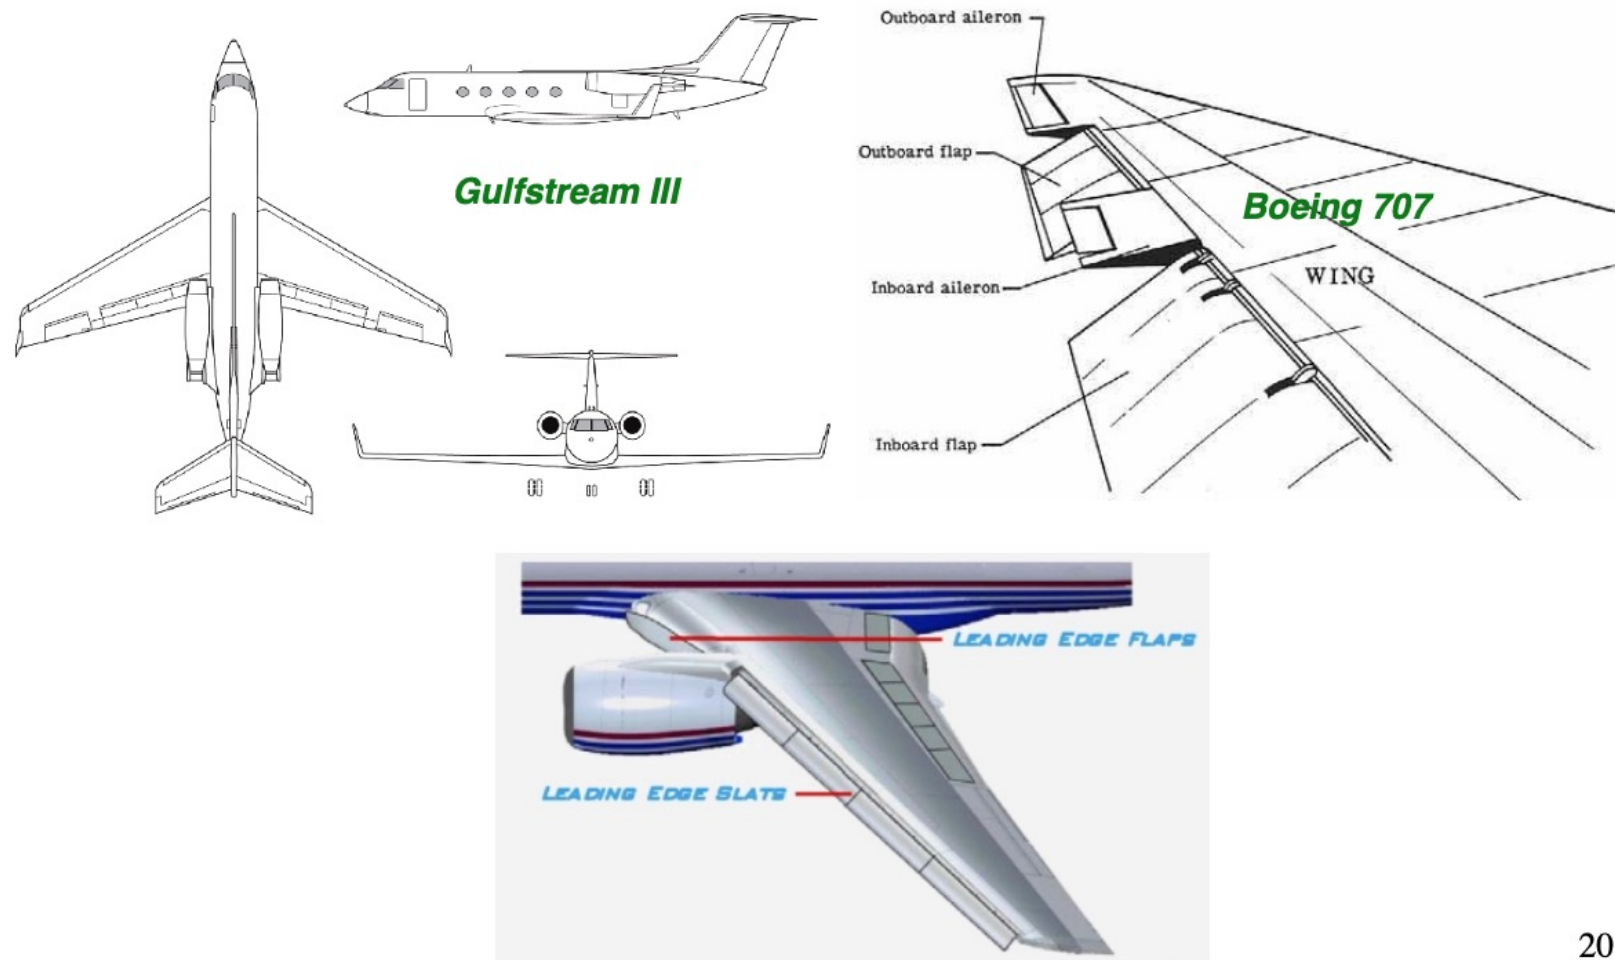 Gulfstream III
Outboard aileron
Outboard flap
Boeing 707
WING
Inboard aileron
Inboard flap
LEADING EDGE FLAPS
LEADING EDGE SLATS
20